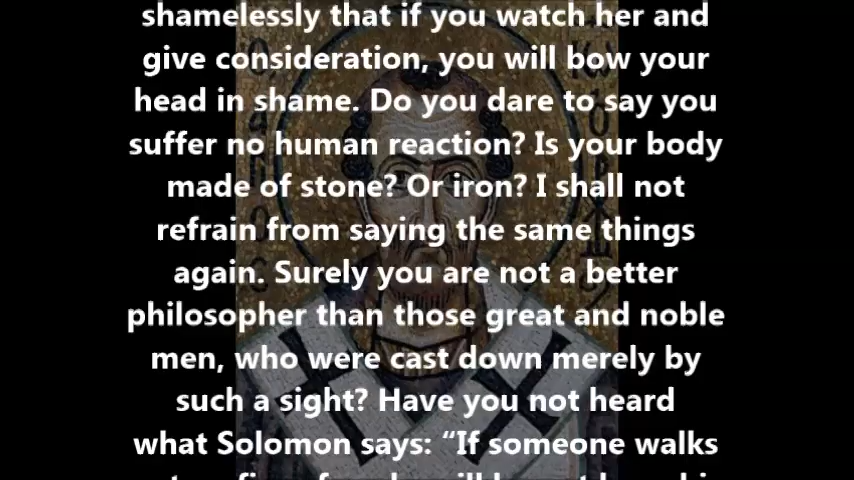 shamelessly that if you watch her and
give consideration, you will bow your
head in shame. Do you dare to say you
suffer no human reaction? Is your body
made of stone? Or iron? I shall not
refrain from saying the same things
again. Surely you are not a better
philosopher than those great and noble
men, who were cast down merely by
such a sight? Have you not heard
what Solomon says: “If someone walks